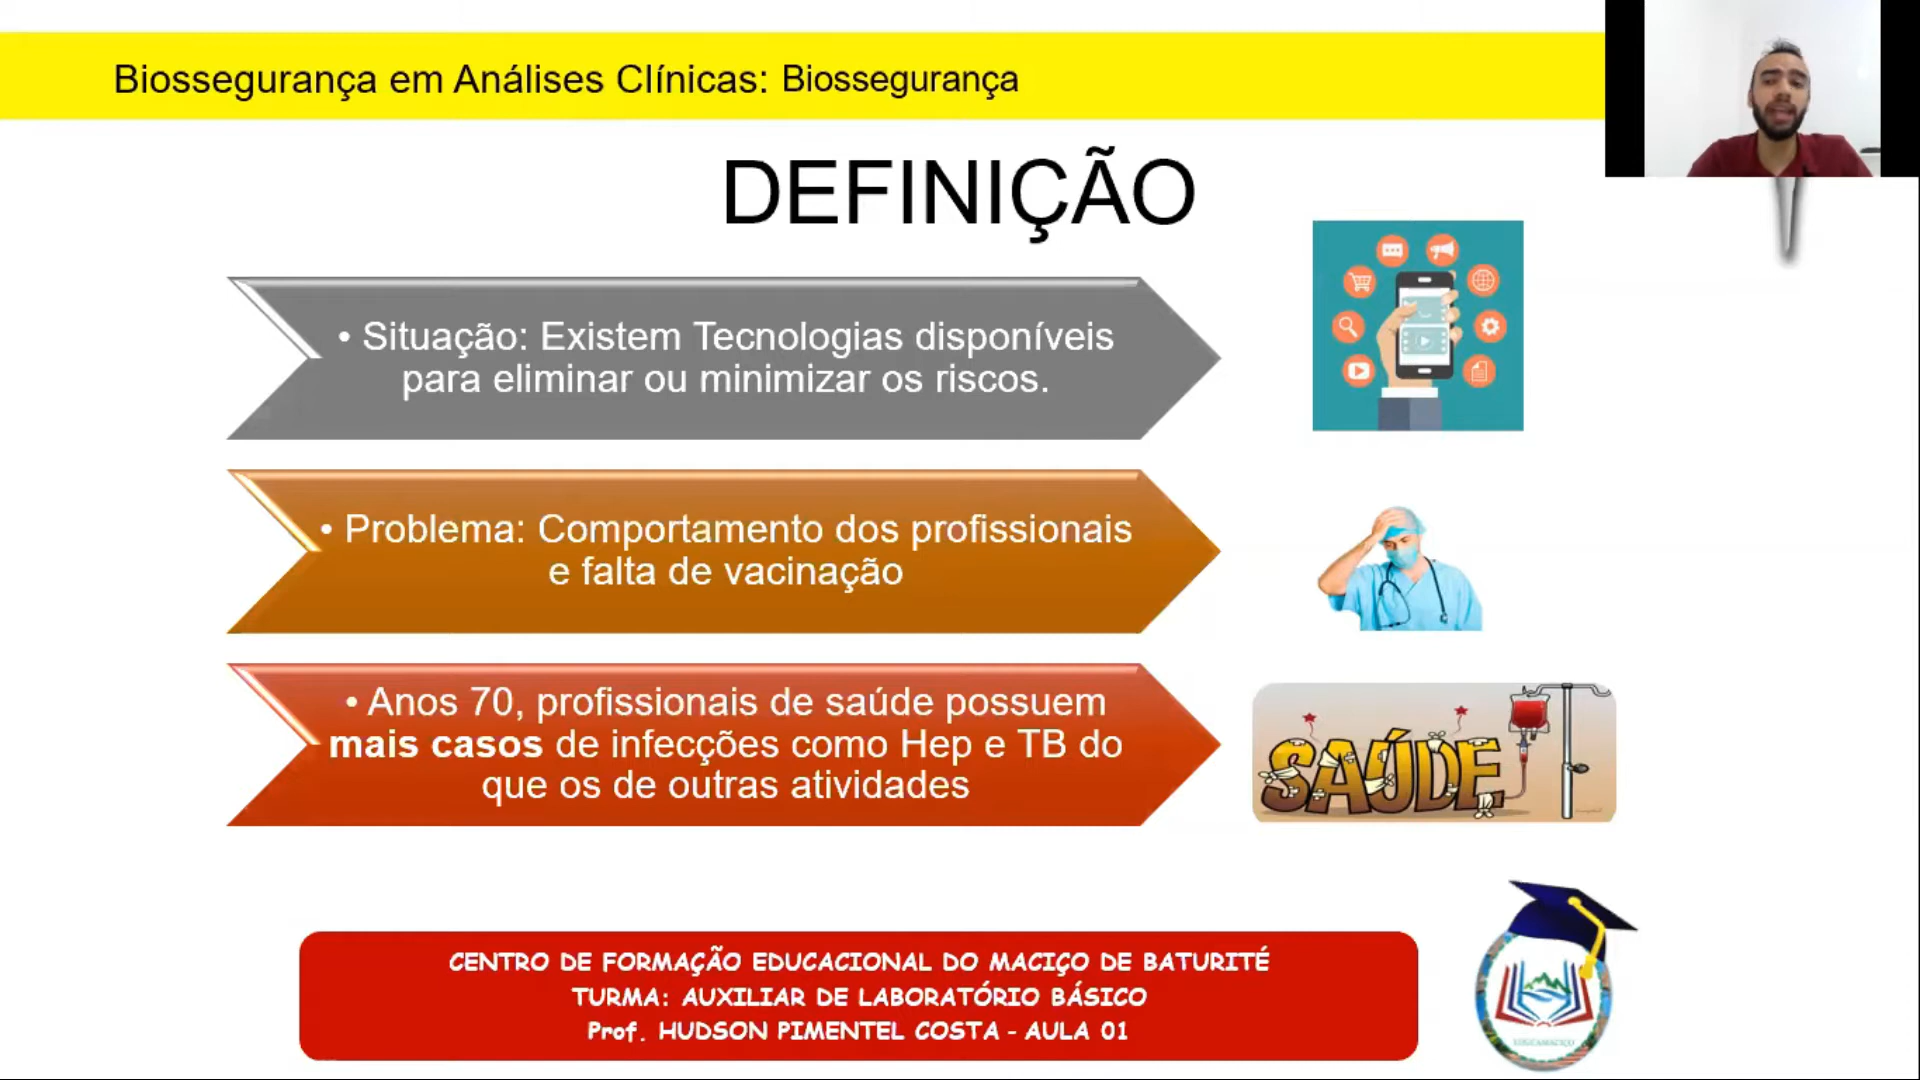 Biossegurança em Análises Clínicas: Biossegurança
DEFINIÇÃO
• Situação: Existem Tecnologias disponíveis
para eliminar ou minimizar os riscos.
• Problema: Comportamento dos profissionais
e falta de vacinação
• Anos 70, profissionais de saúde possuem
mais casos de infecções como Hep e TB do
que os de outras atividades
SAÚDE
CENTRO DE FORMAÇÃO EDUCACIONAL DO MACIÇO DE BATURITÉ
TURMA: AUXILIAR DE LABORATÓRIO BÁSICO
Prof. HUDSON PIMENTEL COSTA - AULA 01